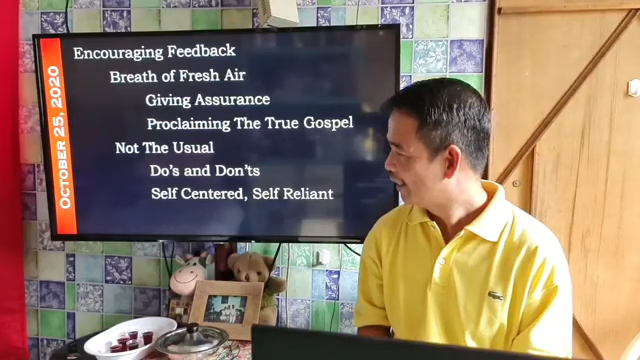 OCTOBER 25, 2020
Encouraging Feedback
Breath of Fresh Air
Giving Assurance
Proclaiming The True Gospel
Not The Usual
Do's and Don'ts
Self Centered, Self Reliant